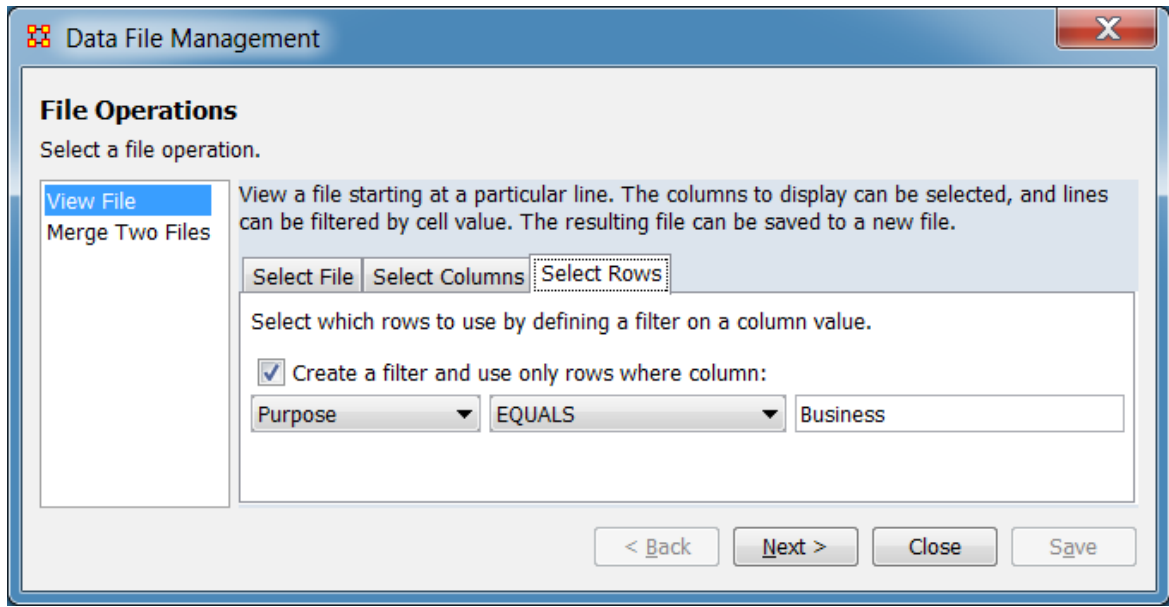 Data File Management
X
File Operations
Select a file operation.
View File
Merge Two Files
View a file starting at a particular line. The columns to display can be selected, and lines
can be filtered by cell value. The resulting file can be saved to a new file.
Select File Select Columns Select Rows
Select which rows to use by defining a filter on a column value.
Create a filter and use only rows where column:
Purpose EQUALS Business
< Back Next > Close Save